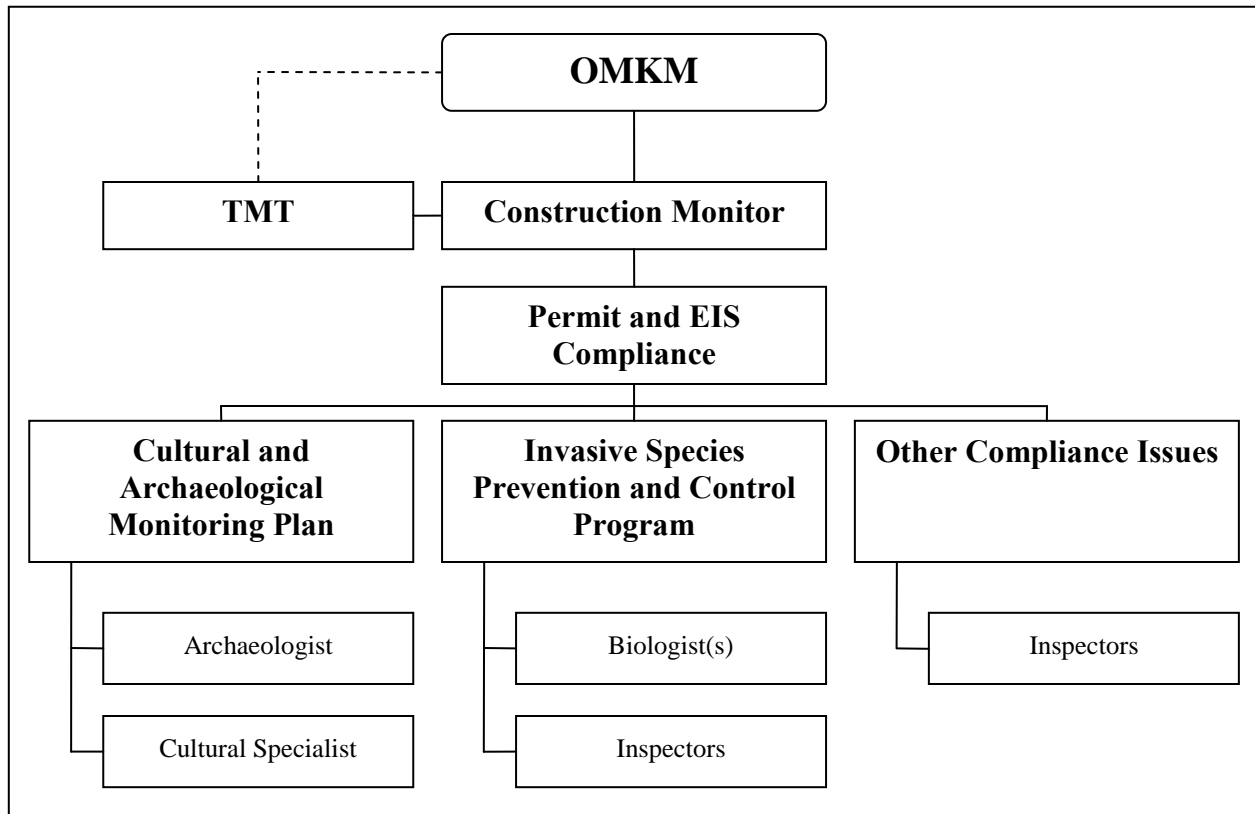 OMKM
TMT
Construction Monitor
Permit and EIS
Compliance
Cultural and
Archaeological
Monitoring Plan
Invasive Species
Prevention and Control
Program
Other Compliance Issues
Archaeologist
Cultural Specialist
Biologist(s)
Inspectors
Inspectors